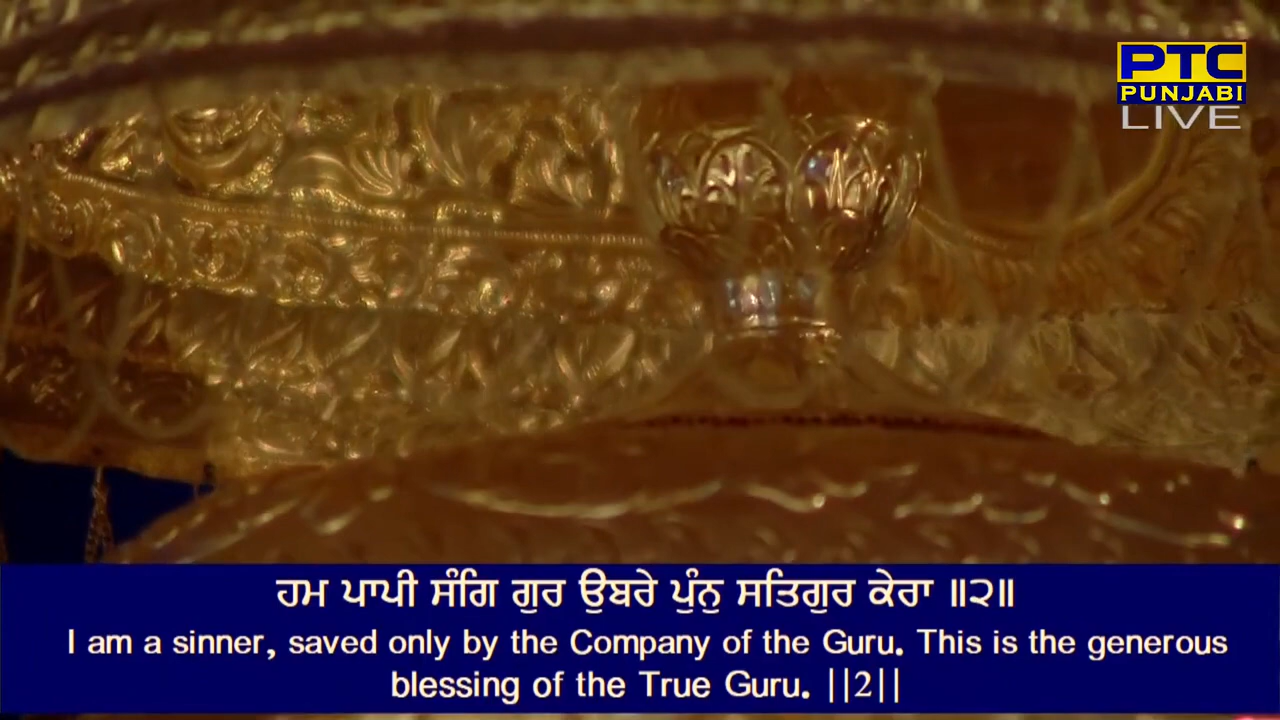 PTC
PUNJABI
LIVE
ਹਮ ਪਾਪੀ ਸੰਗਿ ਗੁਰ ਉਬਰੇ ਪੁੰਨੁ ਸਤਿਗੁਰ ਕੇਰਾ ॥੨॥
I am a sinner, saved only by the Company of the Guru. This is the generous
blessing of the True Guru. ||2||